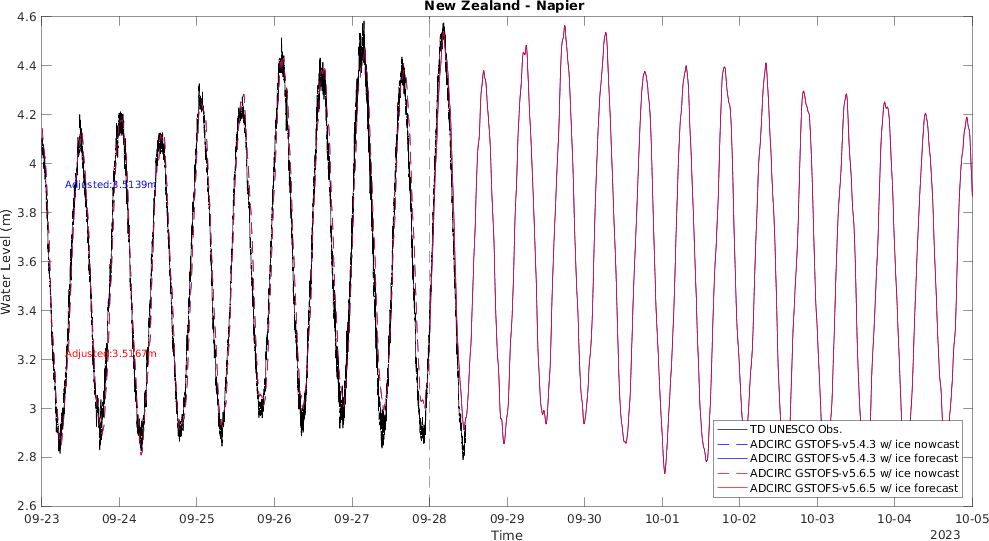 New Zealand - Napier
4.6
4.4
4.2
4
3.8
3.6
3.4
3.2
3
2.8
2.6
Water Level (m)
Adjusted:3.5139m
Adjusted:3.5167m
TD UNESCO Obs.
ADCIRC GSTOFS-v5.4.3 w/ ice nowcast
ADCIRC GSTOFS-v5.4.3 w/ ice forecast
ADCIRC GSTOFS-v5.6.5 w/ ice nowcast
ADCIRC GSTOFS-v5.6.5 w/ ice forecast
09-23 09-24 09-25 09-26 09-27 09-28 09-29 09-30 10-01 10-02 10-03 10-04 10-05
Time
2023